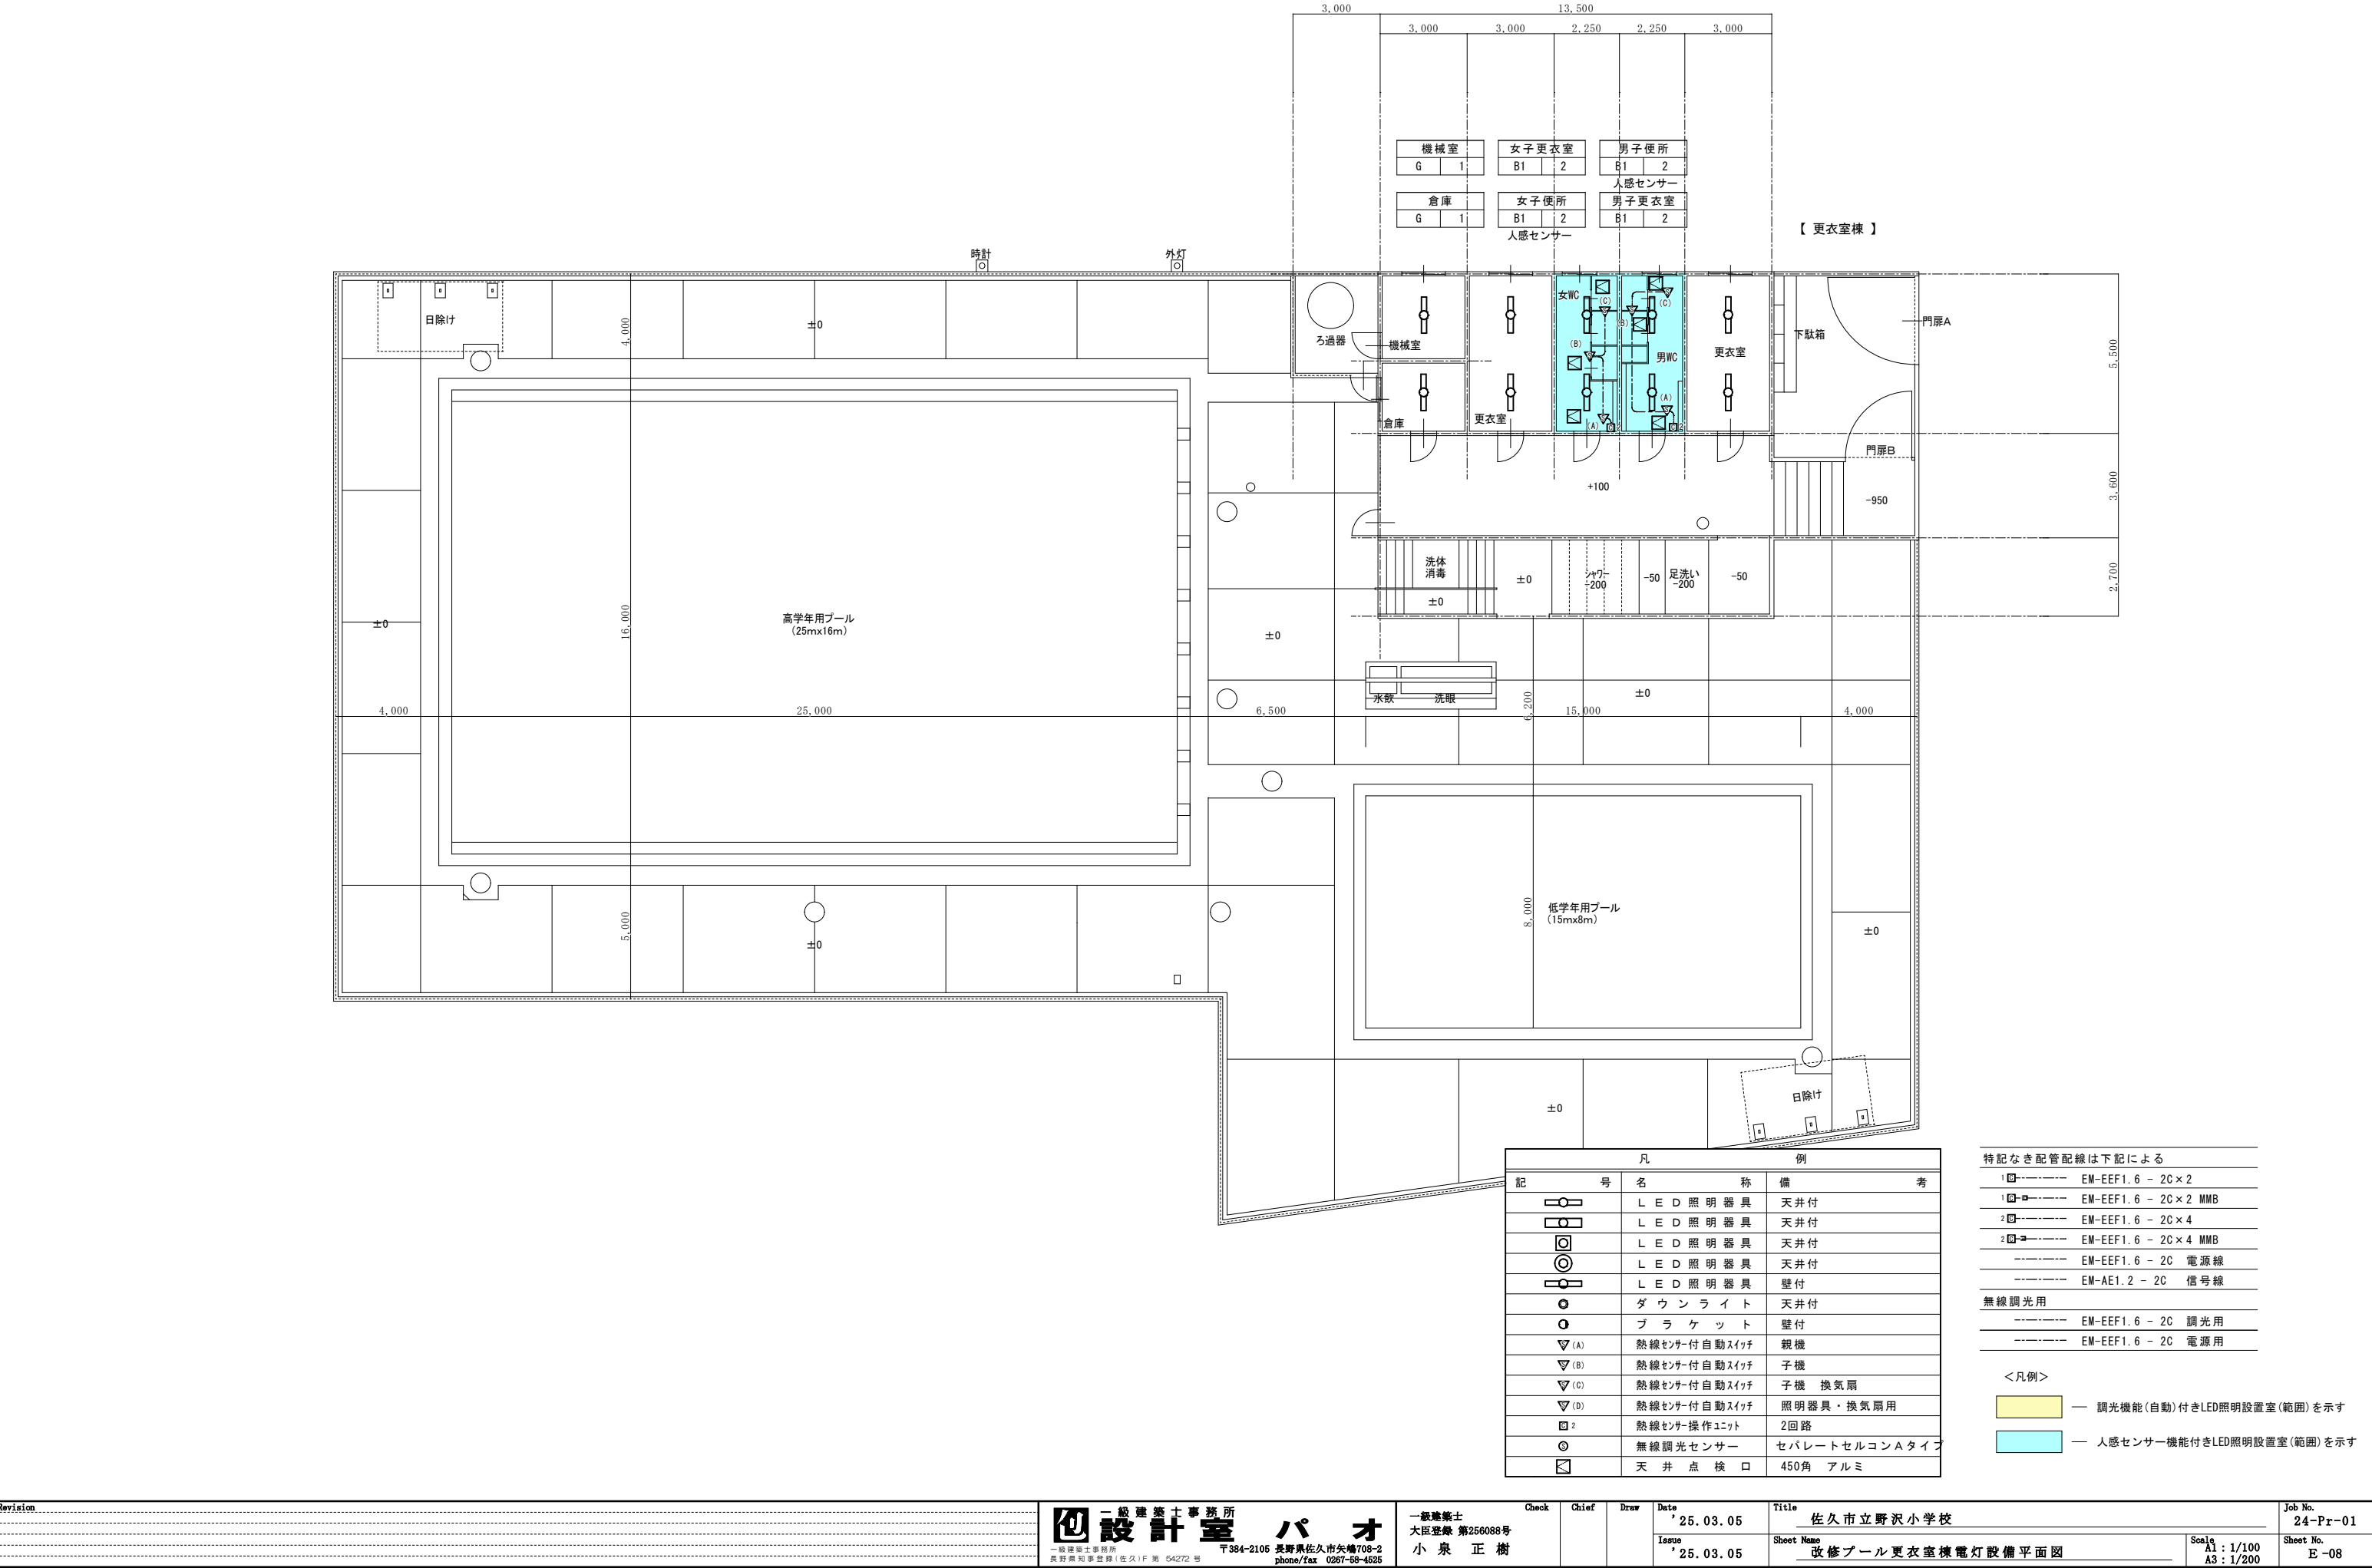 3,000
13,500
3,000
3,000
2,250
2,250
3,000
機械室
G 1
女子更衣室
B1 2
男子便所
B1 2
人感センサー
倉庫
G 1
女子便所
B1 2
人感センサー
男子更衣室
B1 2
【 更衣室棟 】
時計
外灯
日除け
4,000
±0
ろ過器
機械室
倉庫
更衣室
女WC
(C)
(B)
(B)
(A)
2
(C)
男WC
(A)
2
更衣室
下駄箱
門扉A
門扉B
5,500
3,600
2,700
+100
-950
洗体
消毒
±0
±0
シャワー
-200
-50
足洗い
-200
-50
±0
16,000
高学年用プール
(25mx16m)
±0
水飲
洗眼
6,200
±0
4,000
25,000
6,500
15,000
4,000
5,000
±0
8,000
低学年用プール
(15mx8m)
±0
±0
日除け
凡 例
記 号 名 称 備 考
LED照明器具 天井付
LED照明器具 天井付
LED照明器具 天井付
LED照明器具 天井付
LED照明器具 壁付
ダウンライト 天井付
ブラケット 壁付
(A) 熱線センサー付自動スイッチ 親機
(B) 熱線センサー付自動スイッチ 子機
(C) 熱線センサー付自動スイッチ 子機 換気扇
(D) 熱線センサー付自動スイッチ 照明器具・換気扇用
2 熱線センサー操作ユニット 2回路
無線調光センサー セパレートセルコンAタイプ
天井点検口 450角 アルミ
特記なき配管配線は下記による
1 EM-EEF1.6 - 2C×2
1 EM-EEF1.6 - 2C×2 MMB
2 EM-EEF1.6 - 2C×4
2 EM-EEF1.6 - 2C×4 MMB
EM-EEF1.6 - 2C 電源線
EM-AE1.2 - 2C 信号線
無線調光用
EM-EEF1.6 - 2C 調光用
EM-EEF1.6 - 2C 電源用
<凡例>
調光機能(自動)付きLED照明設置室(範囲)を示す
人感センサー機能付きLED照明設置室(範囲)を示す
Revision
一級建築士事務所
設計室 パオ
一級建築士事務所
長野県知事登録(佐久)F 第 54272 号
〒384-2105 長野県佐久市矢嶋708-2
phone/fax 0267-58-4525
一級建築士
大臣登録 第256088号
小泉 正樹
Check
Chief
Draw
Date
'25.03.05
Issue
'25.03.05
Title
佐久市立野沢小学校
Sheet Name
改修プール更衣室棟電灯設備平面図
Scale
A1：1/100
A3：1/200
Job No.
24-Pr-01
Sheet No.
E-08